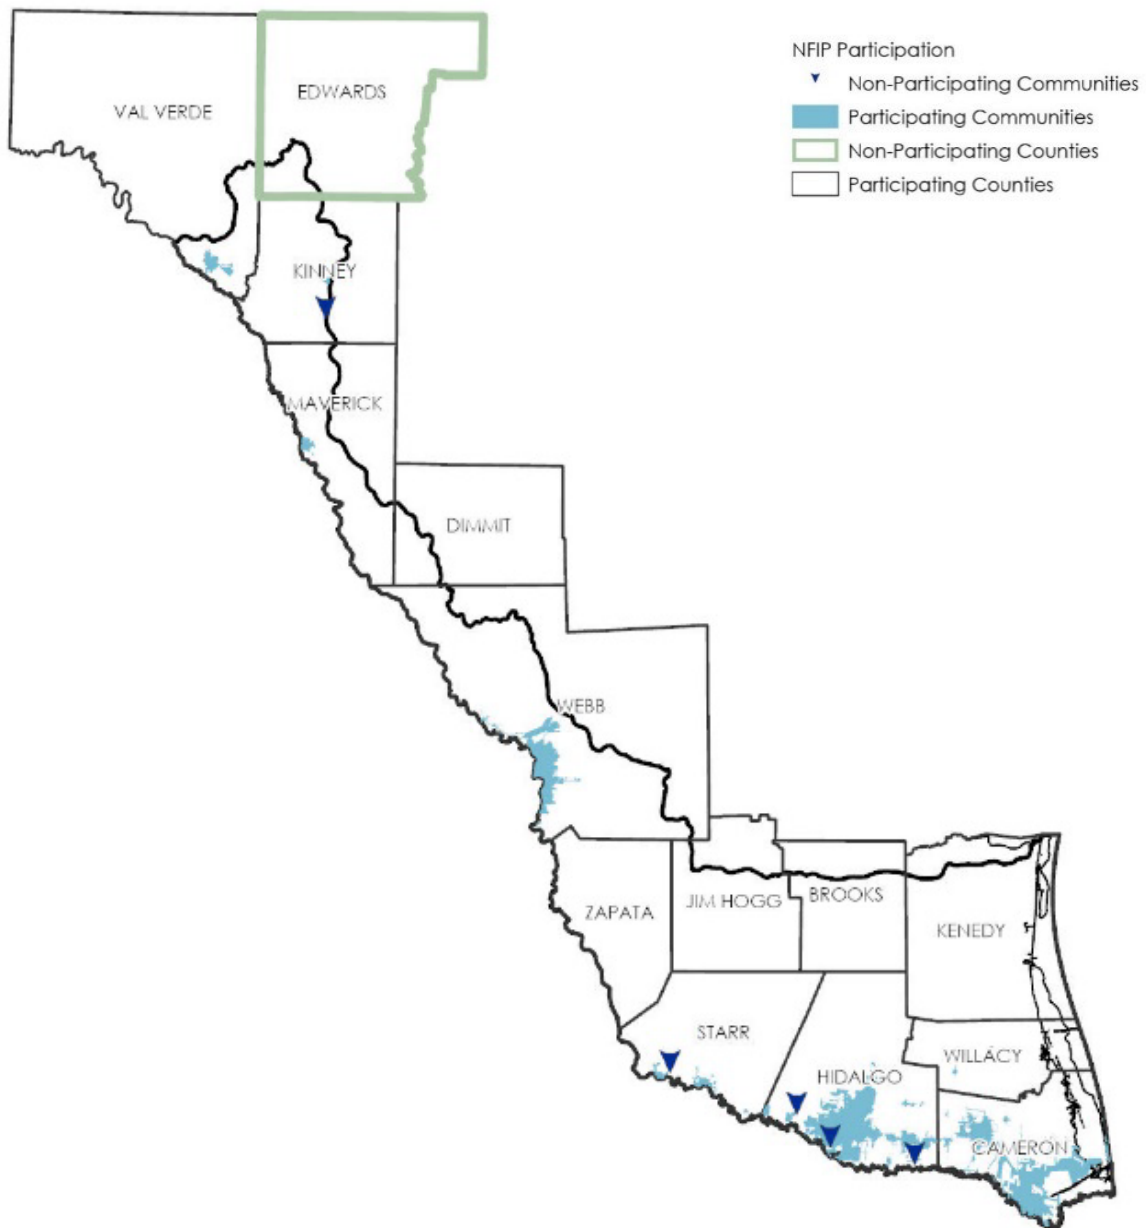 NFIP Participation
Non-Participating Communities
Participating Communities
Non-Participating Counties
Participating Counties
EDWARDS
VAL VERDE
KINNEY
MAVERICK
DIMMIT
WEBB
ZAPATA
JIM HOGG
BROOKS
KENEDY
STARR
WILLACY
HIDALGO
CAMERON